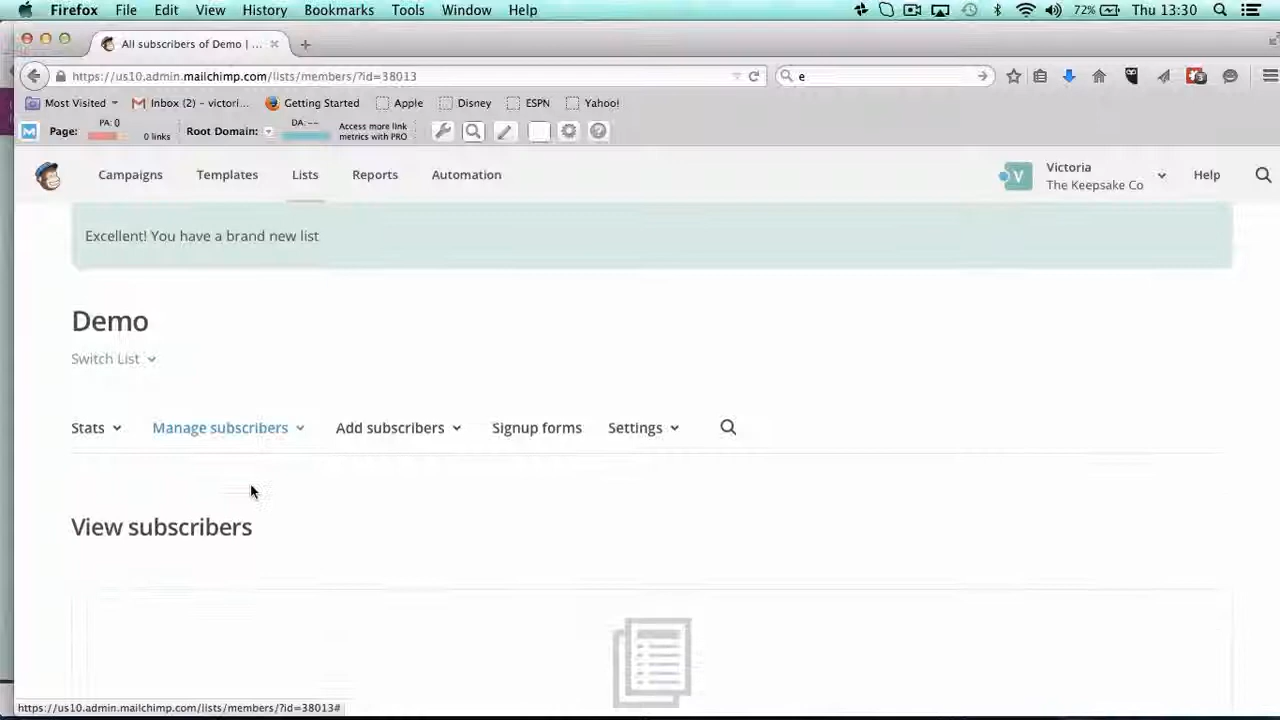 Firefox File Edit View History Bookmarks Tools Window Help 72% Thu 13:30
All subscribers of Demo | ...
https://us10.admin.mailchimp.com/lists/members/?id=38013 e
Most Visited Inbox (2) – victori... Getting Started Apple Disney ESPN Yahoo!
Page: PA: 0 0 links Root Domain: DA: -- Access more link
metrics with PRO
Campaigns Templates Lists Reports Automation V Victoria Help
The Keepsake Co
Excellent! You have a brand new list
Demo
Switch List
Stats Manage subscribers Add subscribers Signup forms Settings
View subscribers
https://us10.admin.mailchimp.com/lists/members/?id=38013#